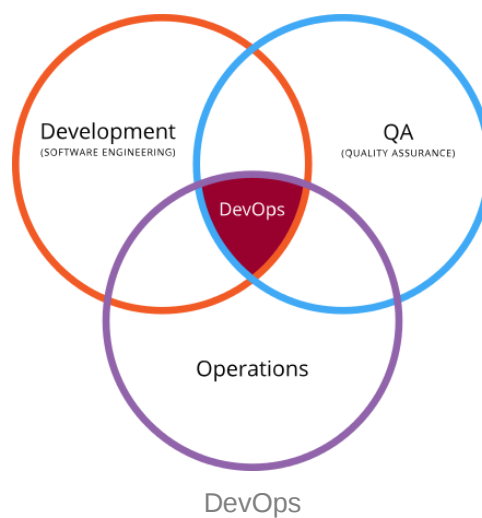 Development
(SOFTWARE ENGINEERING)
QA
(QUALITY ASSURANCE)
DevOps
Operations
DevOps